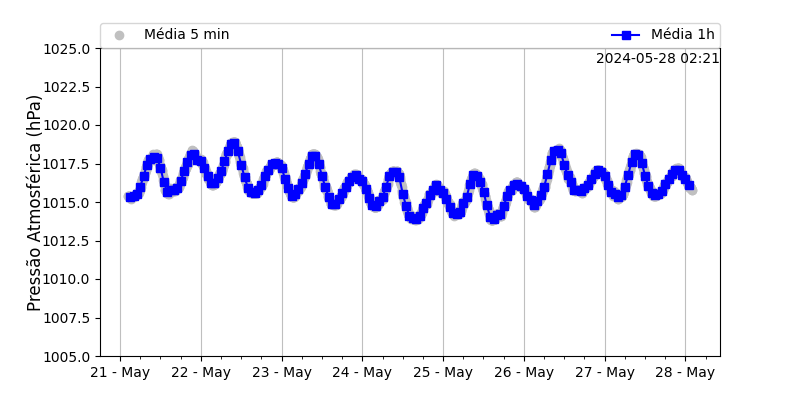 Média 5 min
Média 1h
2024-05-28 02:21
Pressão Atmosférica (hPa)
1025.0
1022.5
1020.0
1017.5
1015.0
1012.5
1010.0
1007.5
1005.0
21 - May
22 - May
23 - May
24 - May
25 - May
26 - May
27 - May
28 - May